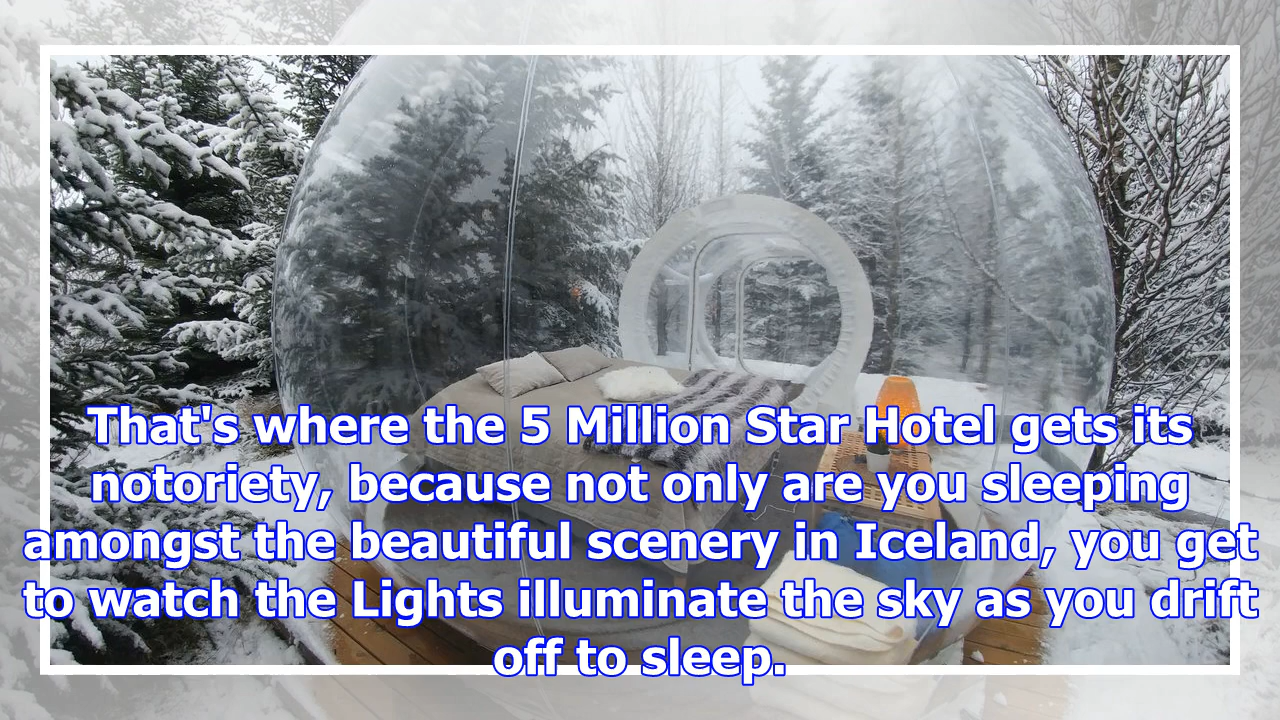 That's where the 5 Million Star Hotel gets its
notoriety, because not only are you sleeping
amongst the beautiful scenery in Iceland, you get
to watch the Lights illuminate the sky as you drift
off to sleep.